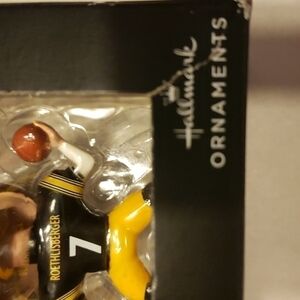 Hallmark
ORNAMENTS
ROETHLISBERGER
7